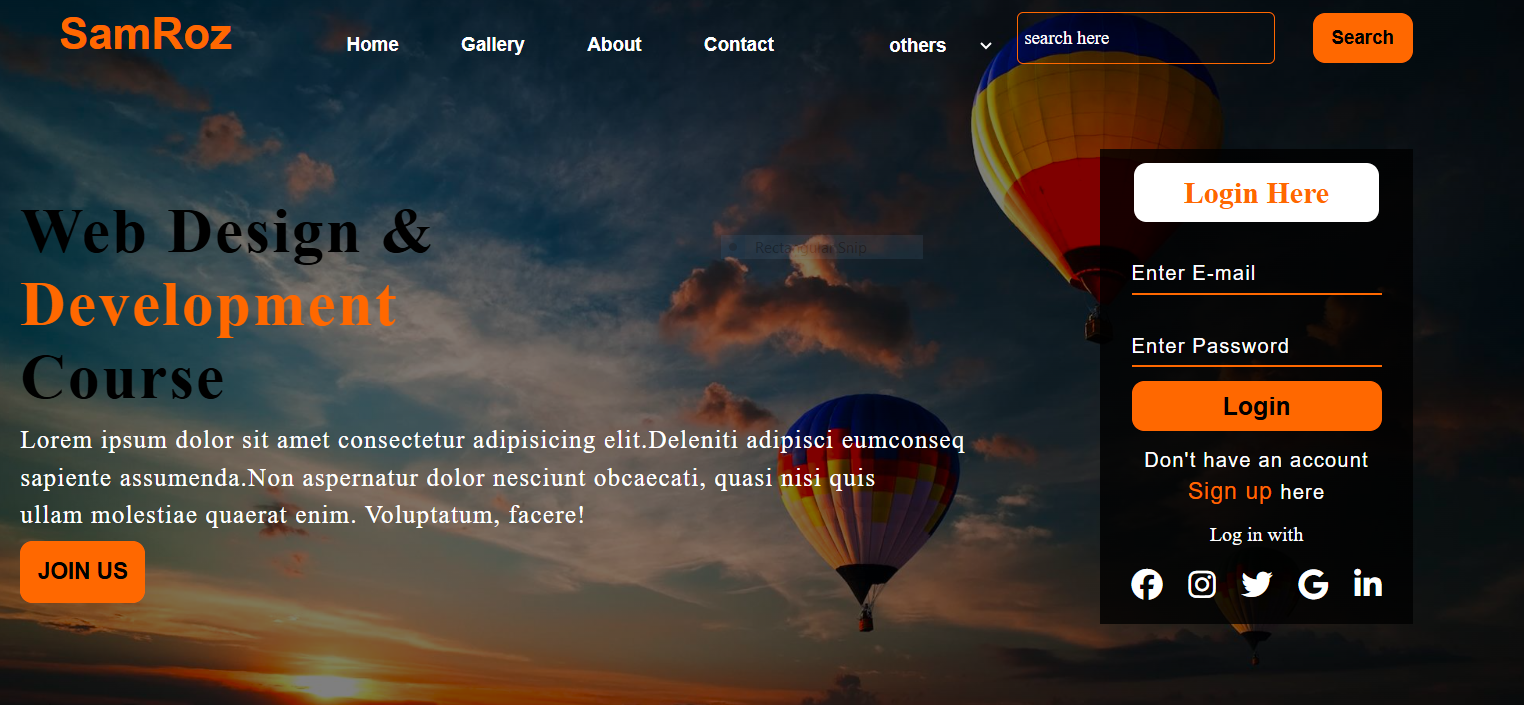 SamRoz
Home Gallery About Contact others search here Search
Login Here
Web Design &
Development
Course
Rectangular Snip
Enter E-mail
Enter Password
Login
Lorem ipsum dolor sit amet consectetur adipisicing elit.Deleniti adipisci eumconseq
sapiente assumenda.Non aspernatur dolor nesciunt obcaecati, quasi nisi quis
ullam molestiae quaerat enim. Voluptatum, facere!
JOIN US
Don't have an account
Sign up here
Log in with